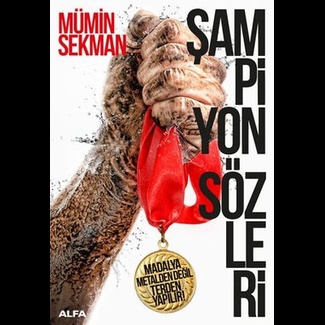 MÜMİN
SEKMAN
ŞAM
Pİ
YON
SÖZ
LE
Rİ
MADALYA
METALDEN DEĞİL
TERDEN
YAPILIR!
ALFA